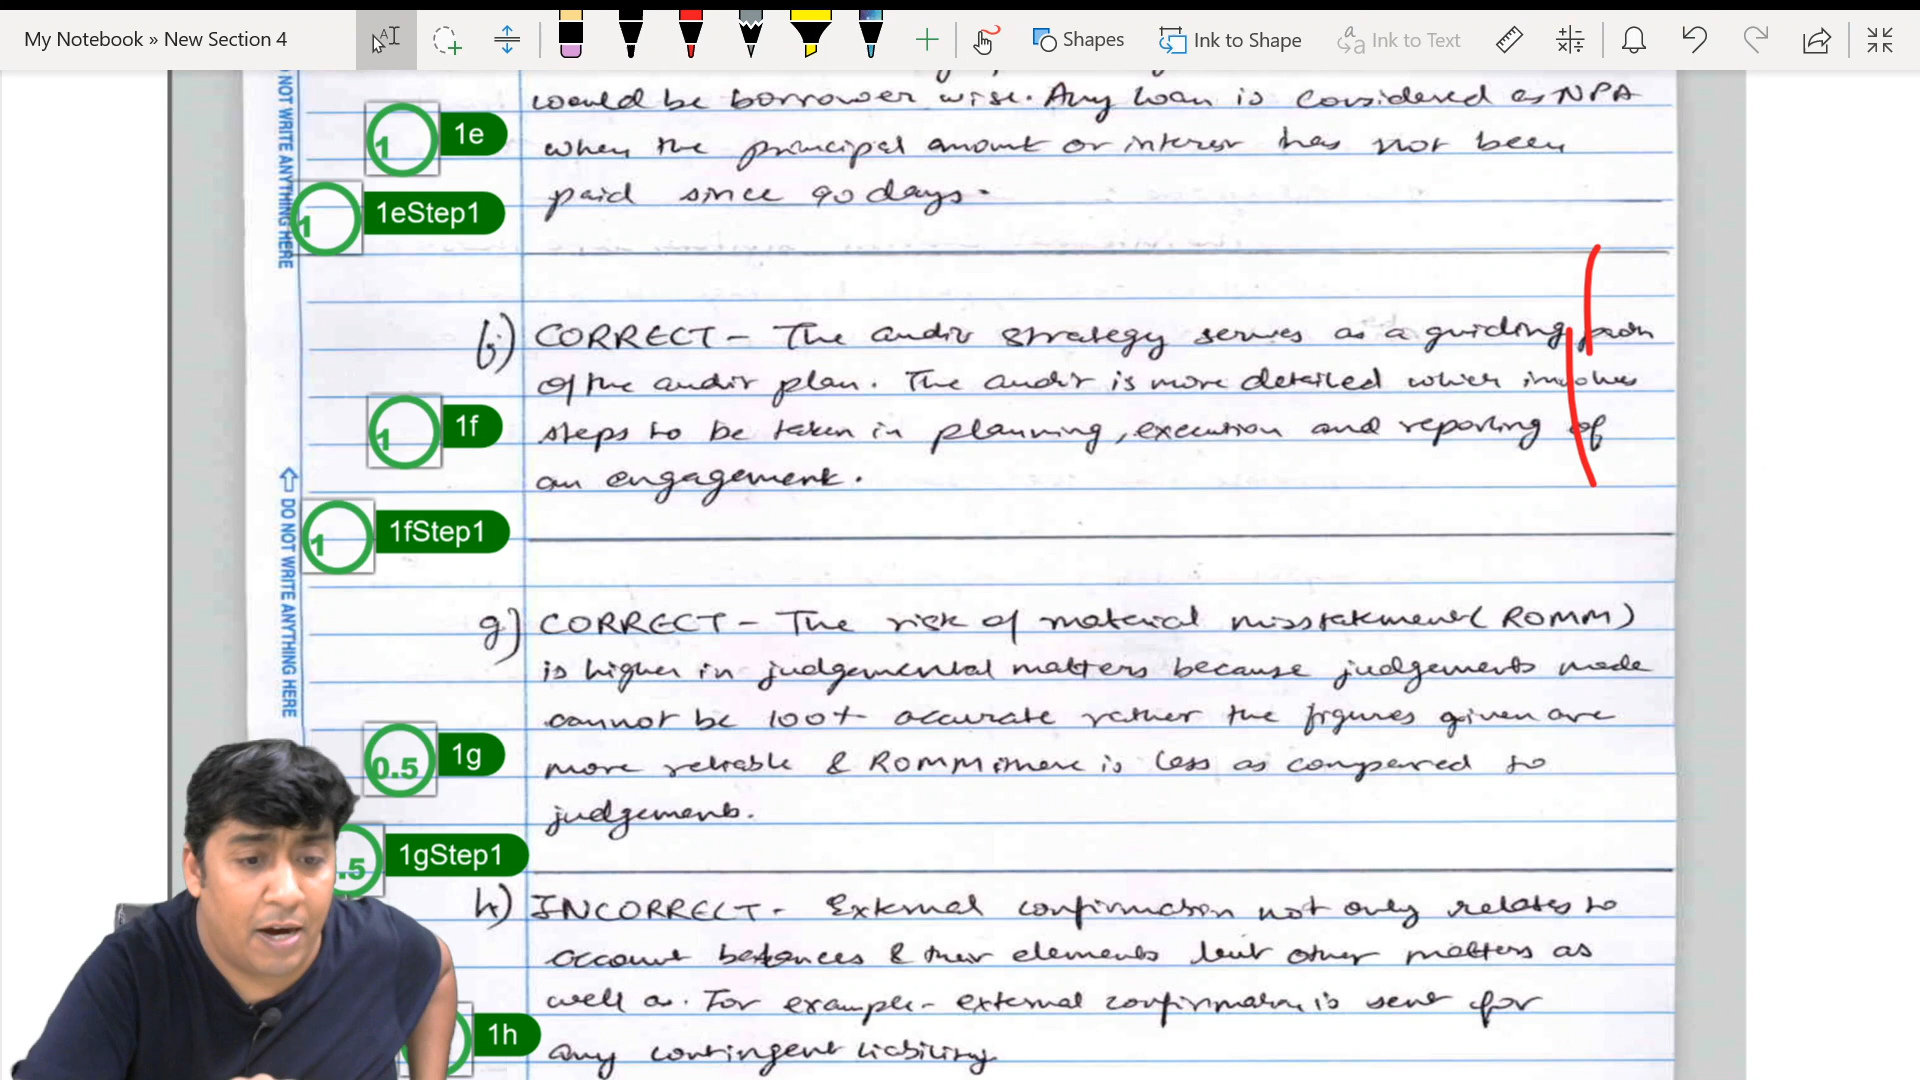 My Notebook » New Section 4
Shapes
Ink to Shape
Ink to Text
would be borrower wise. Any loan is considered as NPA
1
1e
when the principal amount or interest has not been
1
1eStep1
paid since 90 days.
NOT WRITE ANYTHING HERE
f) CORRECT - The audit strategy serves as a guiding path
of the audit plan. The audit is more detailed which involves
1
1f
steps to be taken in planning, execution and reporting of
an engagement.
1
1fStep1
DO NOT WRITE ANYTHING HERE
g) CORRECT - The risk of material misstatement (ROMM)
is higher in judgemental matters because judgements made
cannot be 100% accurate rather the figures given are
0.5
1g
more reliable & ROMM there is less as compared to
judgements.
.5
1gStep1
h) INCORRECT - External confirmation not only relates to
account balances & their elements but other matters as
well as. For example - external confirmation is sent for
1h
any contingent liability